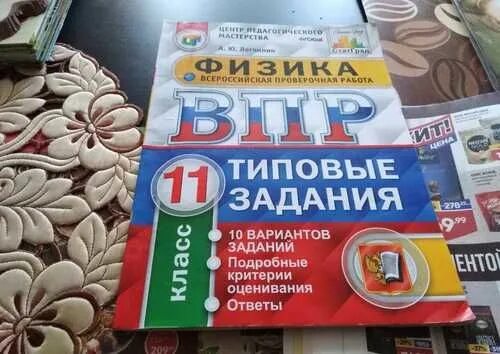 ЦЕНТР ПЕДАГОГИЧЕСКОГО
МАСТЕРСТВА
ФИЗИКА
ВСЕРОССИЙСКАЯ ПРОВЕРОЧНАЯ РАБОТА
ВПР
11
КЛАСС
ТИПОВЫЕ
ЗАДАНИЯ
10 ВАРИАНТОВ
ЗАДАНИЙ
Подробные
критерии
оценивания
Ответы
ЦЕНА